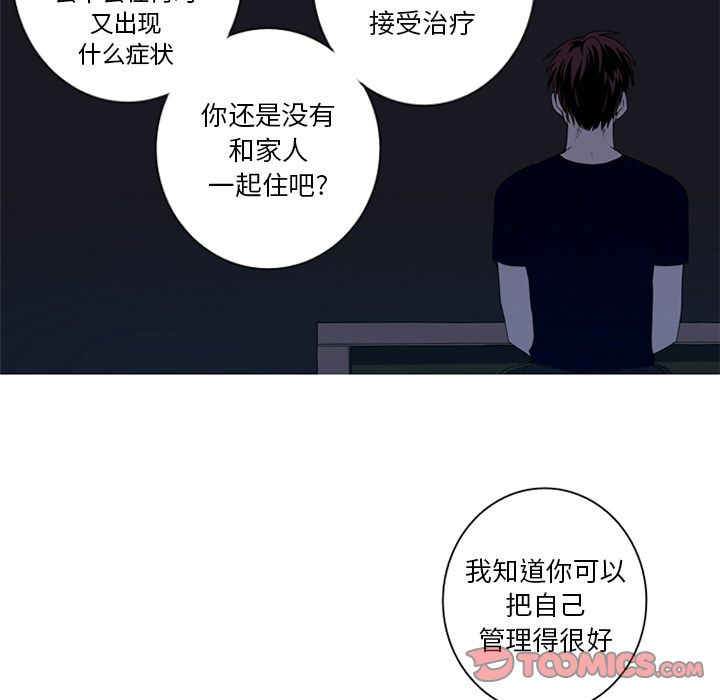 又出现
什么症状
接受治疗
你还是没有
和家人
一起住吧?
我知道你可以
把自己
管理得很好
TOOMICS.COM